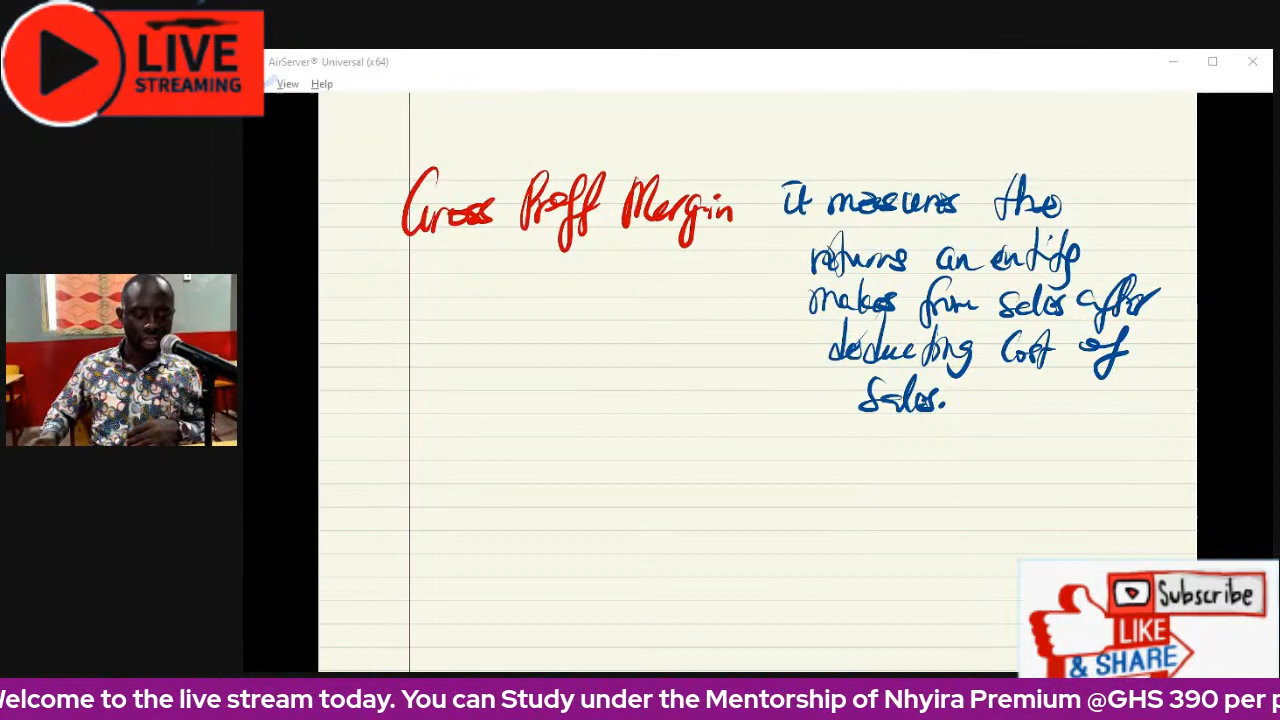 LIVE
STREAMING
AirServer® Universal (x64)
View Help
Gross Profit Margin
it measures the
returns an entity
makes from sales after
deducting cost of
Sales.
Subscribe
LIKE
& SHARE
Welcome to the live stream today. You can Study under the Mentorship of Nhyira Premium @GHS 390 per p